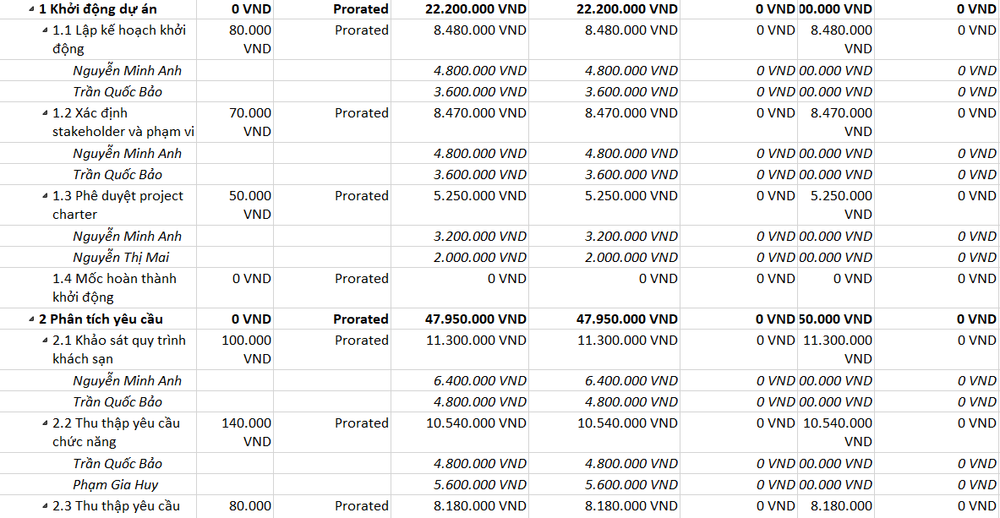 1 Khởi động dự án 0 VND Prorated 22.200.000 VND 22.200.000 VND 0 VND 00.000 VND 0 VND
1.1 Lập kế hoạch khởi 80.000 Prorated 8.480.000 VND 8.480.000 VND 0 VND 8.480.000 0 VND
động VND VND
Nguyễn Minh Anh 4.800.000 VND 4.800.000 VND 0 VND 00.000 VND 0 VND
Trần Quốc Bảo 3.600.000 VND 3.600.000 VND 0 VND 00.000 VND 0 VND
1.2 Xác định 70.000 Prorated 8.470.000 VND 8.470.000 VND 0 VND 8.470.000 0 VND
stakeholder và phạm vi VND VND
Nguyễn Minh Anh 4.800.000 VND 4.800.000 VND 0 VND 00.000 VND 0 VND
Trần Quốc Bảo 3.600.000 VND 3.600.000 VND 0 VND 00.000 VND 0 VND
1.3 Phê duyệt project 50.000 Prorated 5.250.000 VND 5.250.000 VND 0 VND 5.250.000 0 VND
charter VND VND
Nguyễn Minh Anh 3.200.000 VND 3.200.000 VND 0 VND 00.000 VND 0 VND
Nguyễn Thị Mai 2.000.000 VND 2.000.000 VND 0 VND 00.000 VND 0 VND
1.4 Mốc hoàn thành 0 VND Prorated 0 VND 0 VND 0 VND 0 VND 0 VND
khởi động
2 Phân tích yêu cầu 0 VND Prorated 47.950.000 VND 47.950.000 VND 0 VND 50.000 VND 0 VND
2.1 Khảo sát quy trình 100.000 Prorated 11.300.000 VND 11.300.000 VND 0 VND 11.300.000 0 VND
khách sạn VND VND
Nguyễn Minh Anh 6.400.000 VND 6.400.000 VND 0 VND 00.000 VND 0 VND
Trần Quốc Bảo 4.800.000 VND 4.800.000 VND 0 VND 00.000 VND 0 VND
2.2 Thu thập yêu cầu 140.000 Prorated 10.540.000 VND 10.540.000 VND 0 VND 10.540.000 0 VND
chức năng VND VND
Trần Quốc Bảo 4.800.000 VND 4.800.000 VND 0 VND 00.000 VND 0 VND
Phạm Gia Huy 5.600.000 VND 5.600.000 VND 0 VND 00.000 VND 0 VND
2.3 Thu thập yêu cầu 80.000 Prorated 8.180.000 VND 8.180.000 VND 0 VND 8.180.000 0 VND